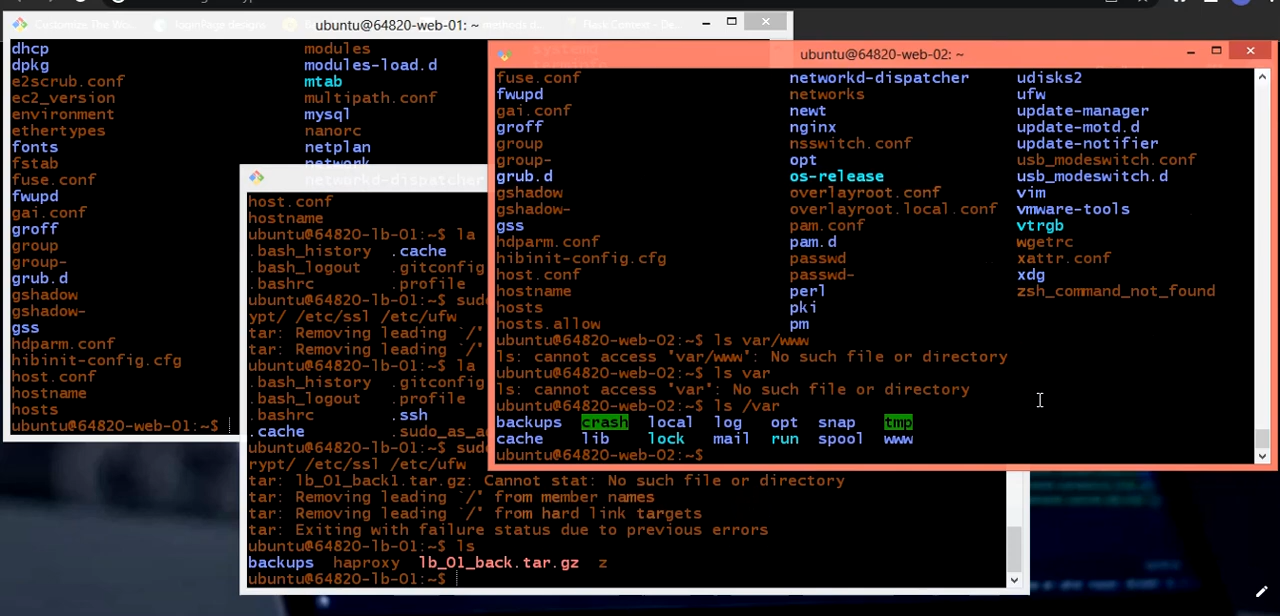 ubuntu@64820-web-01: ~
dhcp modules
dpkg modules-load.d
e2scrub.conf mtab
ec2_version multipath.conf
environment mysql
ethertypes nanorc
fonts netplan
fstab network
fuse.conf networkd-dispatcher
fwupd
gai.conf
groff
group
group-
grub.d
gshadow
gshadow-
gss
hdparm.conf
hibinit-config.cfg
host.conf
hostname
hosts
ubuntu@64820-web-01:~$
host.conf
hostname
ubuntu@64820-lb-01:~$ la
.bash_history .cache
.bash_logout .gitconfig
.bashrc .profile
ubuntu@64820-lb-01:~$ sudo
ypt/ /etc/ssl /etc/ufw
tar: Removing leading `/'
tar: Removing leading `/'
ubuntu@64820-lb-01:~$ la
.bash_history .gitconfig
.bash_logout .profile
.bashrc .ssh
.cache .sudo_as_a
ubuntu@64820-lb-01:~$ sud
rypt/ /etc/ssl /etc/ufw
tar: lb_01_back1.tar.gz: Cannot stat: No such file or directory
tar: Removing leading `/' from member names
tar: Removing leading `/' from hard link targets
tar: Exiting with failure status due to previous errors
ubuntu@64820-lb-01:~$ ls
backups haproxy lb_01_back.tar.gz z
ubuntu@64820-lb-01:~$
ubuntu@64820-web-02: ~
fuse.conf networkd-dispatcher udisks2
fwupd networks ufw
gai.conf newt update-manager
groff nginx update-motd.d
group nsswitch.conf update-notifier
group- opt usb_modeswitch.conf
grub.d os-release usb_modeswitch.d
gshadow overlayroot.conf vim
gshadow- overlayroot.local.conf vmware-tools
gss pam.conf vtrgb
hdparm.conf pam.d wgetrc
hibinit-config.cfg passwd xattr.conf
host.conf passwd- xdg
hostname perl zsh_command_not_found
hosts pki
hosts.allow pm
ubuntu@64820-web-02:~$ ls var/www
ls: cannot access 'var/www': No such file or directory
ubuntu@64820-web-02:~$ ls var
ls: cannot access 'var': No such file or directory
ubuntu@64820-web-02:~$ ls /var
backups crash local log opt snap tmp
cache lib lock mail run spool www
ubuntu@64820-web-02:~$